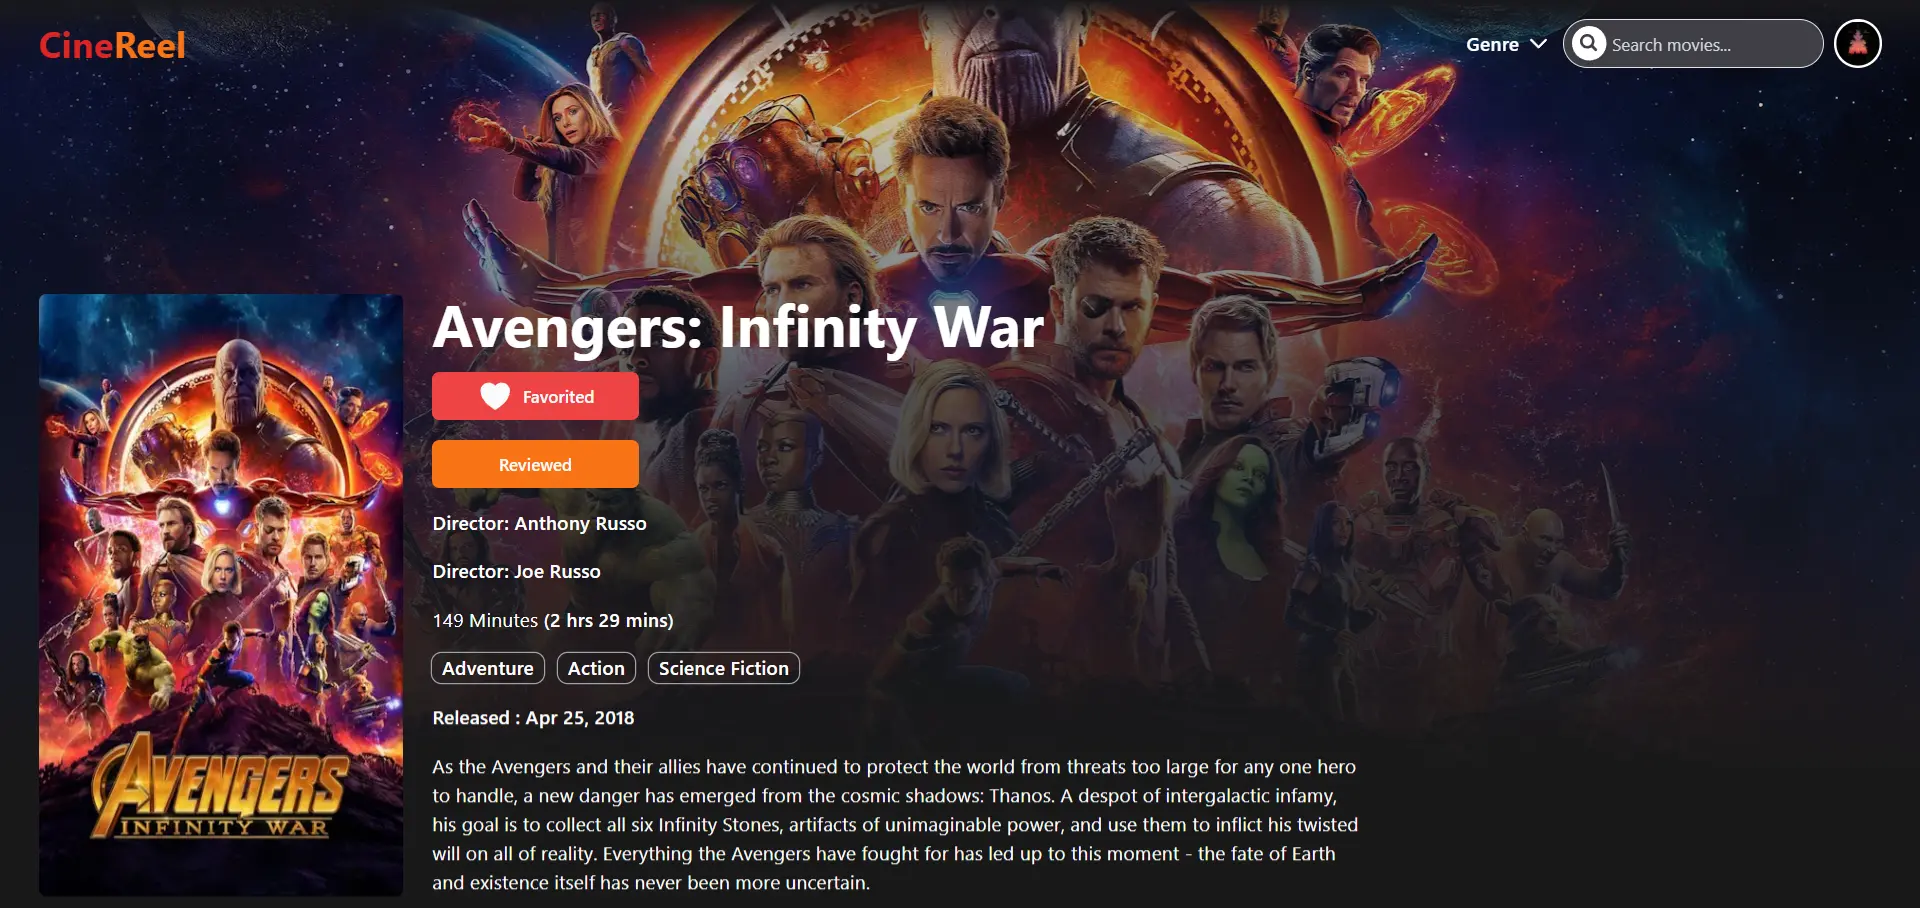 CineReel
Genre
Search movies...
Avengers: Infinity War
Favorited
Reviewed
Director: Anthony Russo
Director: Joe Russo
149 Minutes (2 hrs 29 mins)
Adventure
Action
Science Fiction
Released : Apr 25, 2018
As the Avengers and their allies have continued to protect the world from threats too large for any one hero
to handle, a new danger has emerged from the cosmic shadows: Thanos. A despot of intergalactic infamy,
his goal is to collect all six Infinity Stones, artifacts of unimaginable power, and use them to inflict his twisted
will on all of reality. Everything the Avengers have fought for has led up to this moment - the fate of Earth
and existence itself has never been more uncertain.
AVENGERS
INFINITY WAR